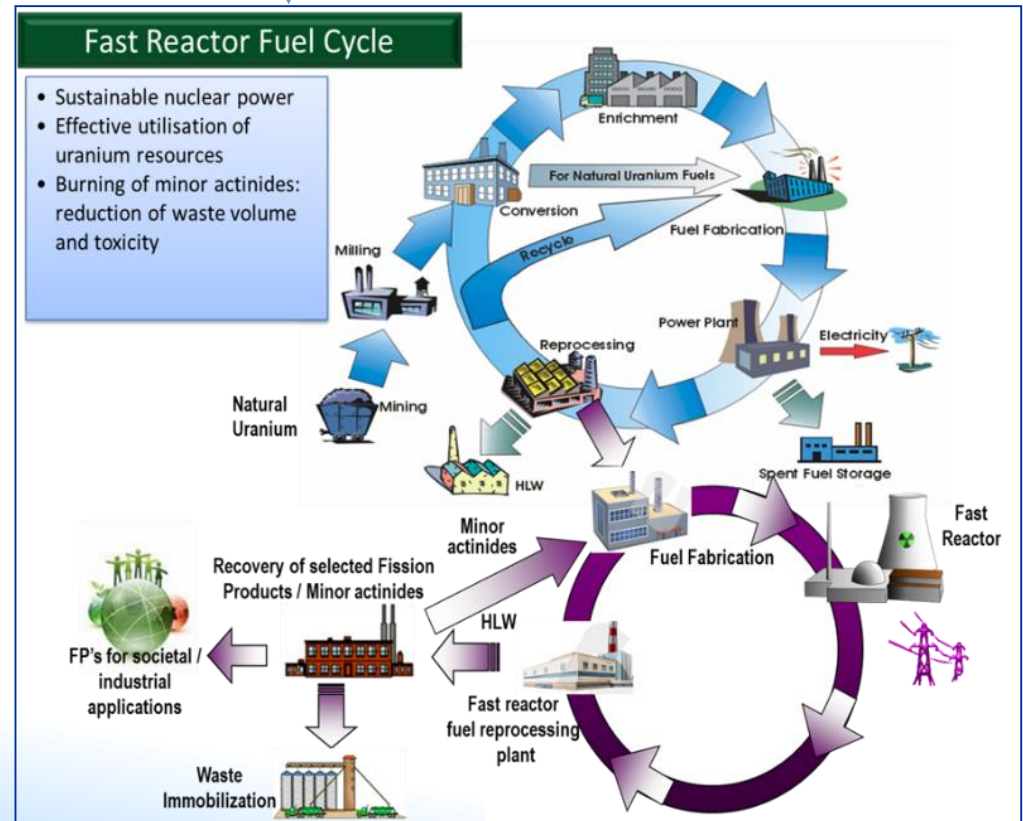 Fast Reactor Fuel Cycle
• Sustainable nuclear power
• Effective utilisation of
uranium resources
• Burning of minor actinides:
reduction of waste volume
and toxicity
Enrichment
For Natural Uranium Fuels
Conversion
Fuel Fabrication
Recycle
Milling
Power Plant
Electricity
Reprocessing
Natural
Uranium
Mining
HLW
Spent Fuel Storage
Minor
actinides
Fuel Fabrication
Fast
Reactor
Recovery of selected Fission
Products / Minor actinides
HLW
FP's for societal /
industrial
applications
Fast reactor
fuel reprocessing
plant
Waste
Immobilization